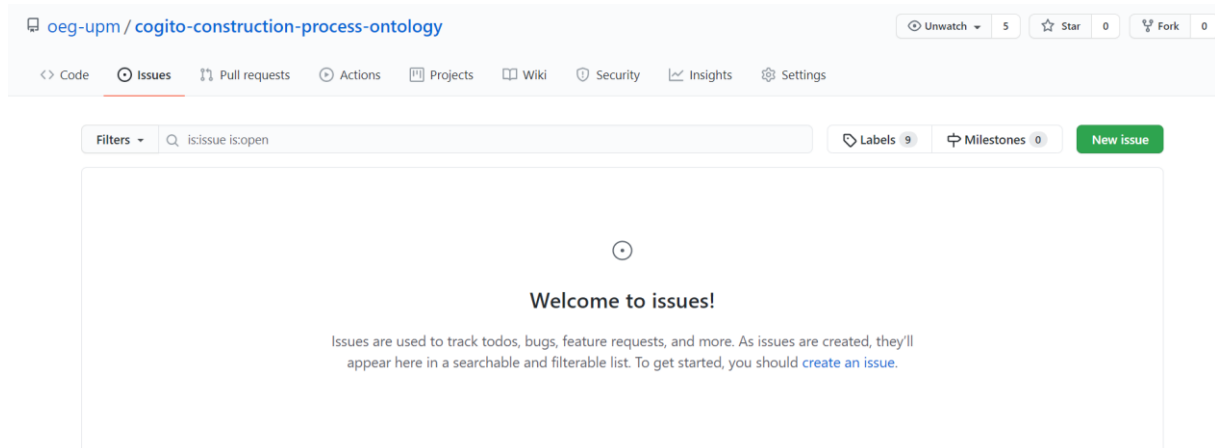 oeg-upm / cogito-construction-process-ontology
Unwatch 5 Star 0 Fork 0
Code Issues Pull requests Actions Projects Wiki Security Insights Settings
Filters is:issue is:open Labels 9 Milestones 0 New issue
Welcome to issues!
Issues are used to track todos, bugs, feature requests, and more. As issues are created, they'll
appear here in a searchable and filterable list. To get started, you should create an issue.